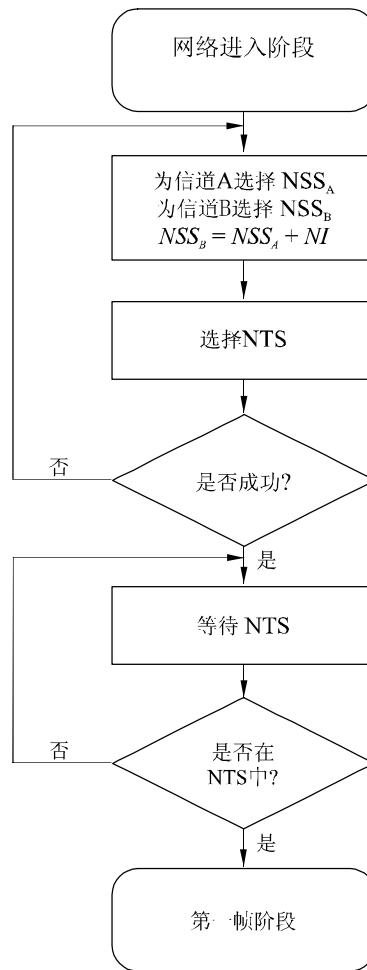 网络进入阶段
为信道A选择 NSS_A
为信道B选择 NSS_B
NSS_B = NSS_A + NI
选择NTS
否
是否成功?
是
等待 NTS
否
是否在
NTS中?
是
第一帧阶段